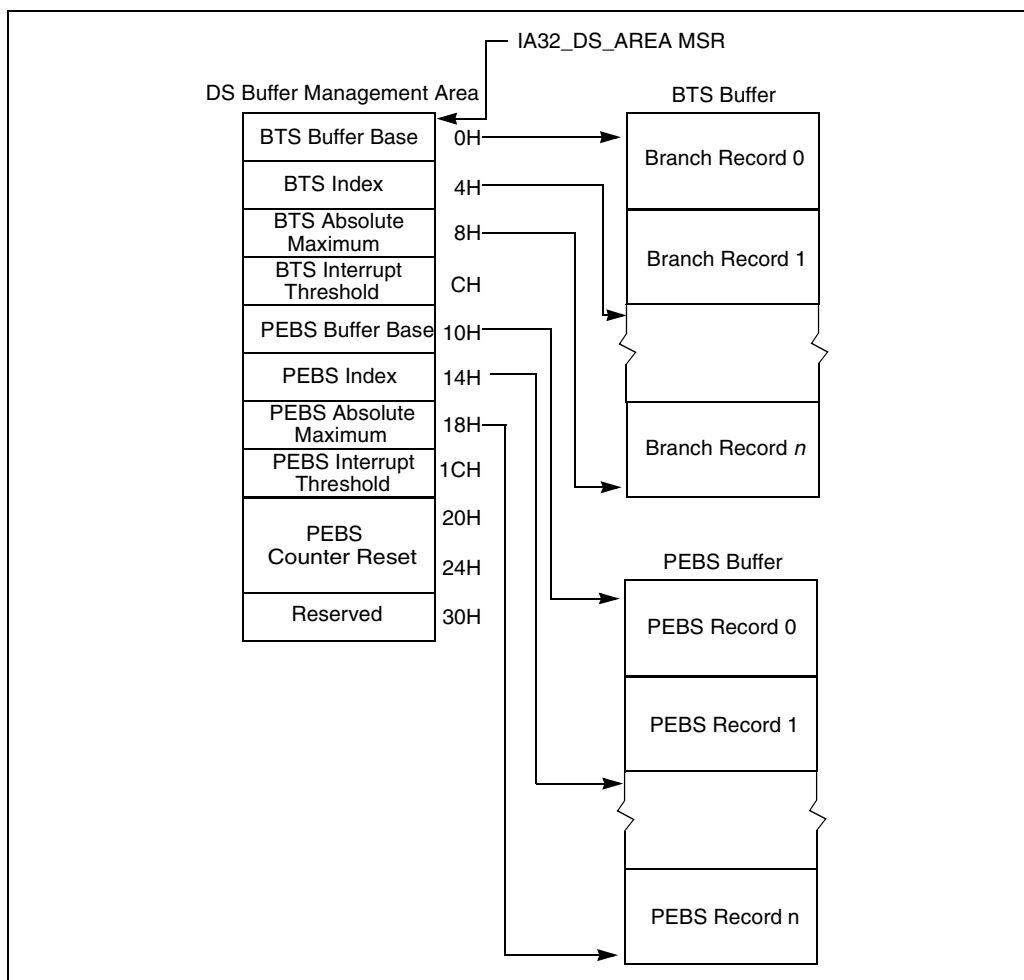 IA32_DS_AREA MSR
DS Buffer Management Area
BTS Buffer Base 0H
BTS Index 4H
BTS Absolute
Maximum 8H
BTS Interrupt
Threshold CH
PEBS Buffer Base 10H
PEBS Index 14H
PEBS Absolute
Maximum 18H
PEBS Interrupt
Threshold 1CH
20H
PEBS
Counter Reset
24H
Reserved 30H
BTS Buffer
Branch Record 0
Branch Record 1
Branch Record n
PEBS Buffer
PEBS Record 0
PEBS Record 1
PEBS Record n